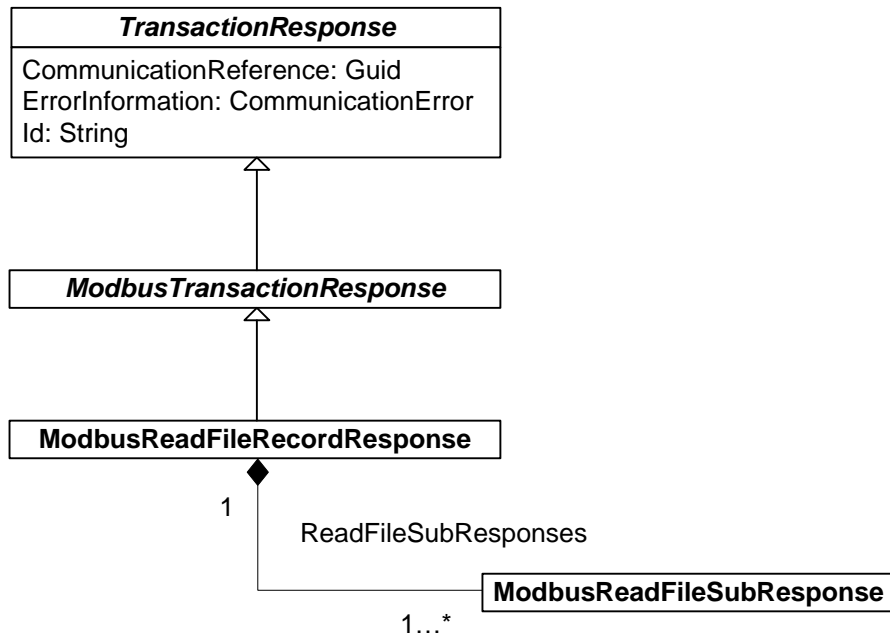 TransactionResponse
CommunicationReference: Guid
ErrorInformation: CommunicationError
Id: String
ModbusTransactionResponse
ModbusReadFileRecordResponse
1
ReadFileSubResponses
ModbusReadFileSubResponse
1...*